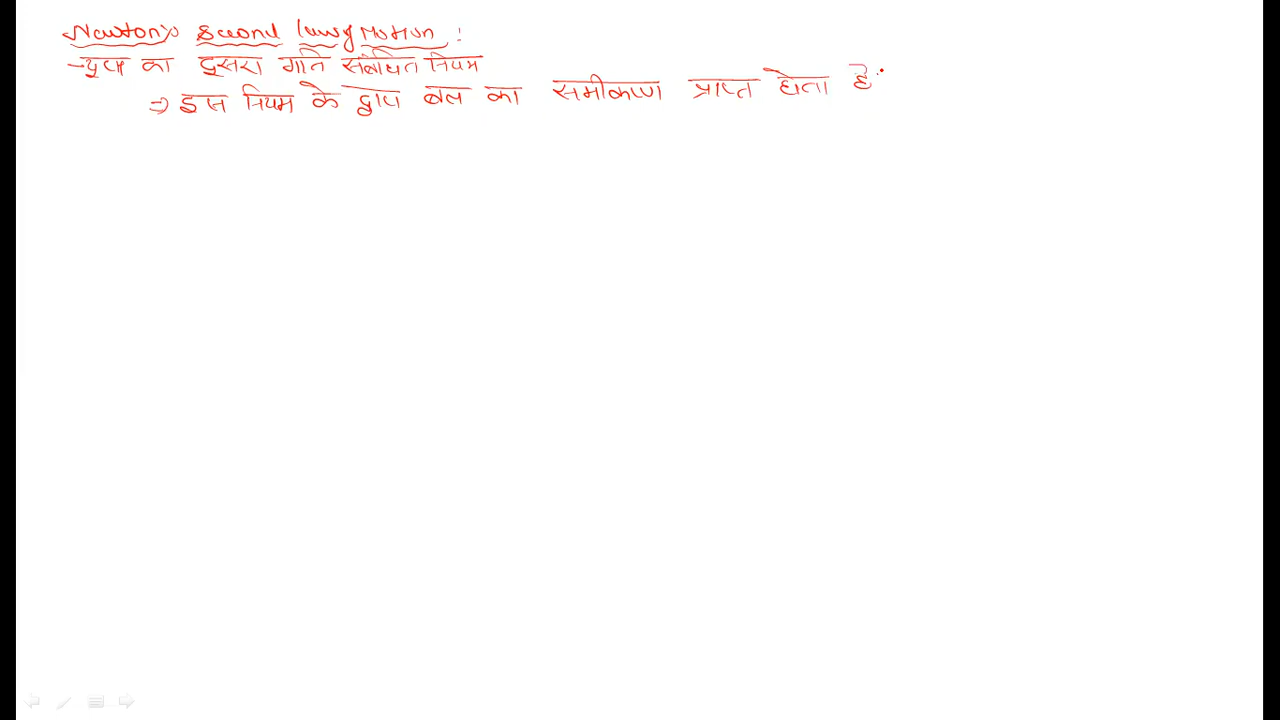 Newton's Second law of Motion :
न्यूटन का दुसरा गति संबंधित नियम
⇒ इस नियम के द्वारा बल का समीकरण प्राप्त होता है